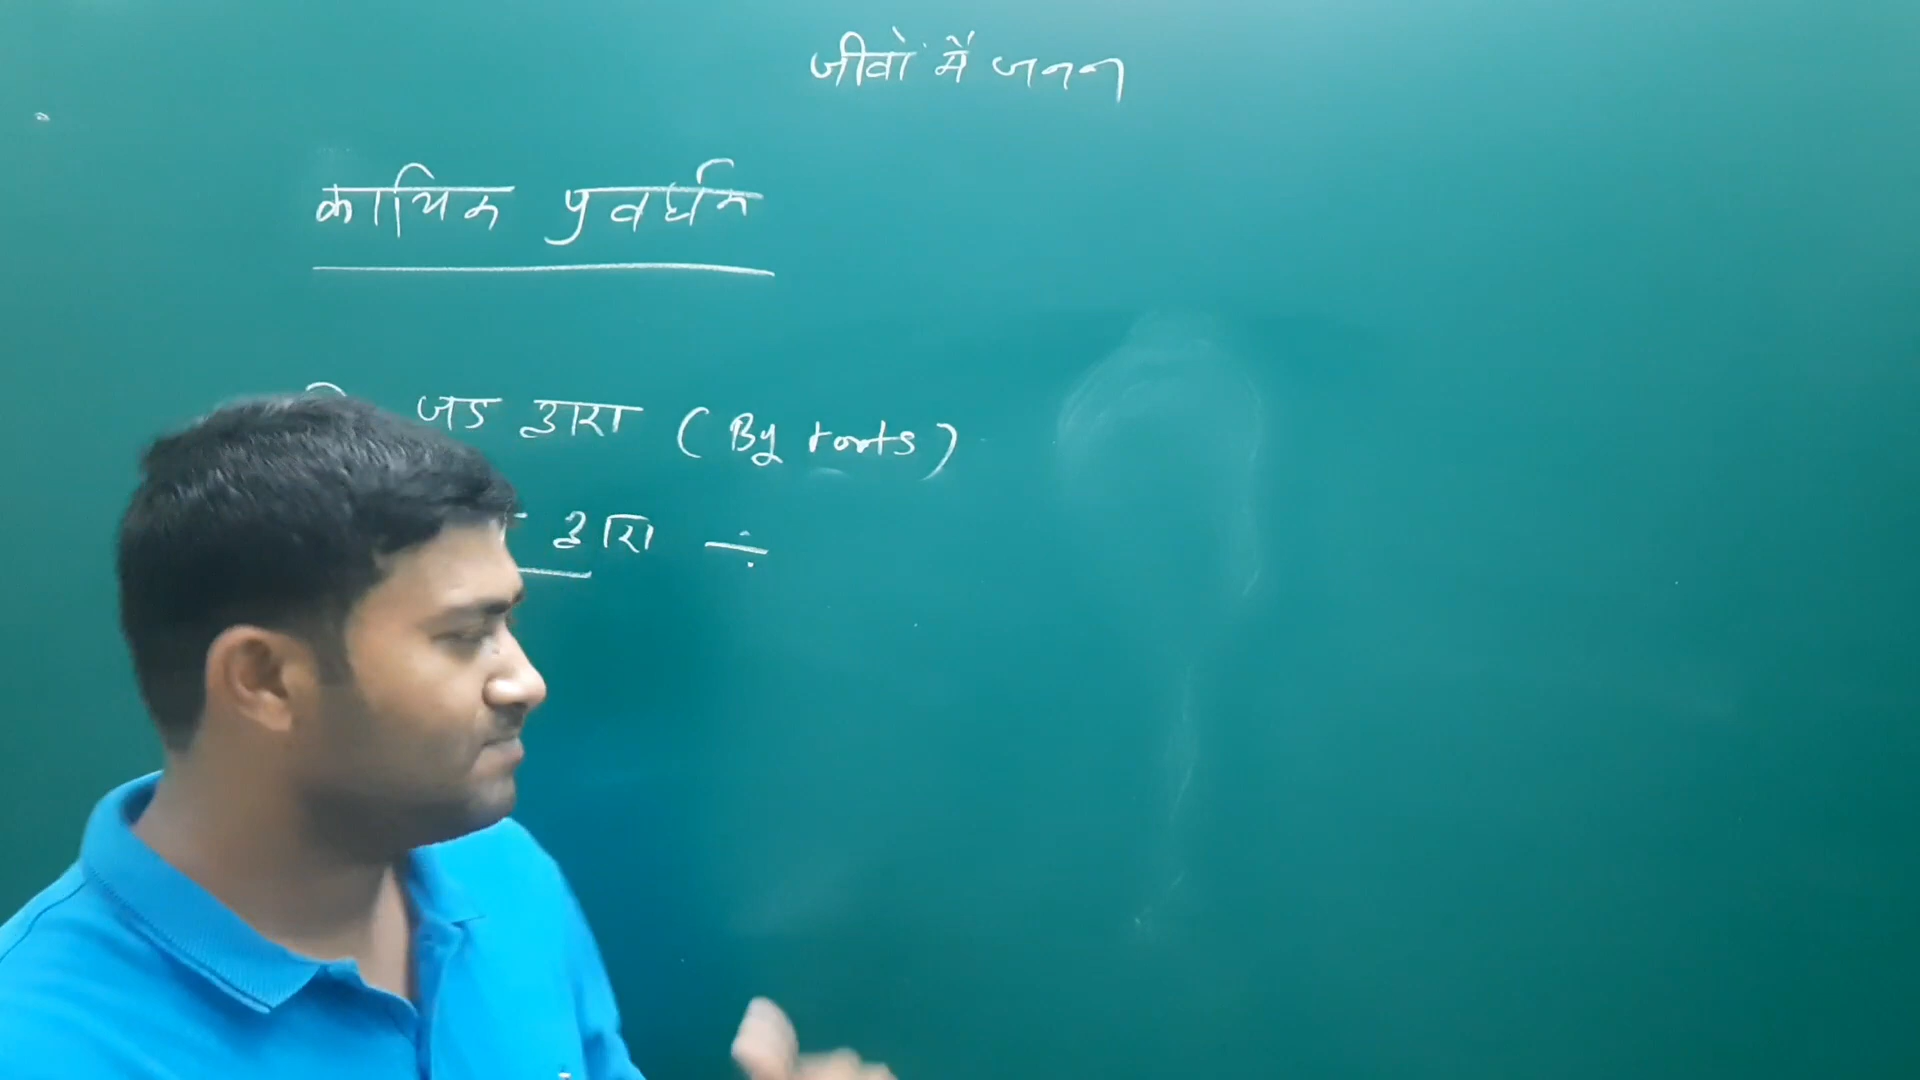 जीवों में जनन
कायिक प्रवर्धन
जड द्वारा (By roots)
द्वारा ÷